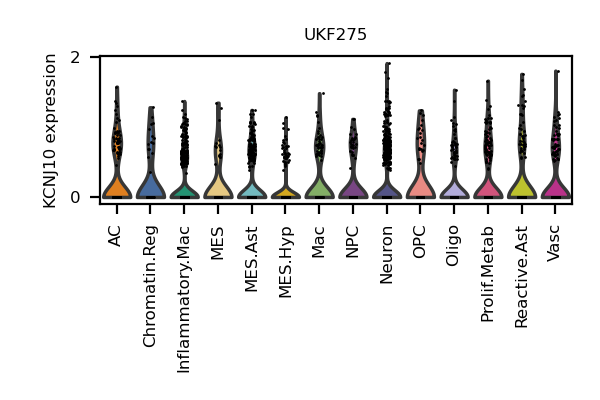 UKF275
KCNJ10 expression
2
0
AC
Chromatin.Reg
Inflammatory.Mac
MES
MES.Ast
MES.Hyp
Mac
NPC
Neuron
OPC
Oligo
Prolif.Metab
Reactive.Ast
Vasc